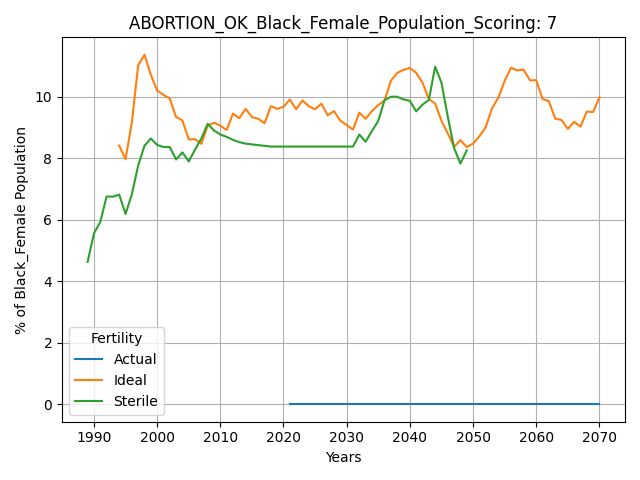 ABORTION_OK_Black_Female_Population_Scoring: 7
% of Black_Female Population
10
8
6
4
2
0
Fertility
Actual
Ideal
Sterile
1990 2000 2010 2020 2030 2040 2050 2060 2070
Years